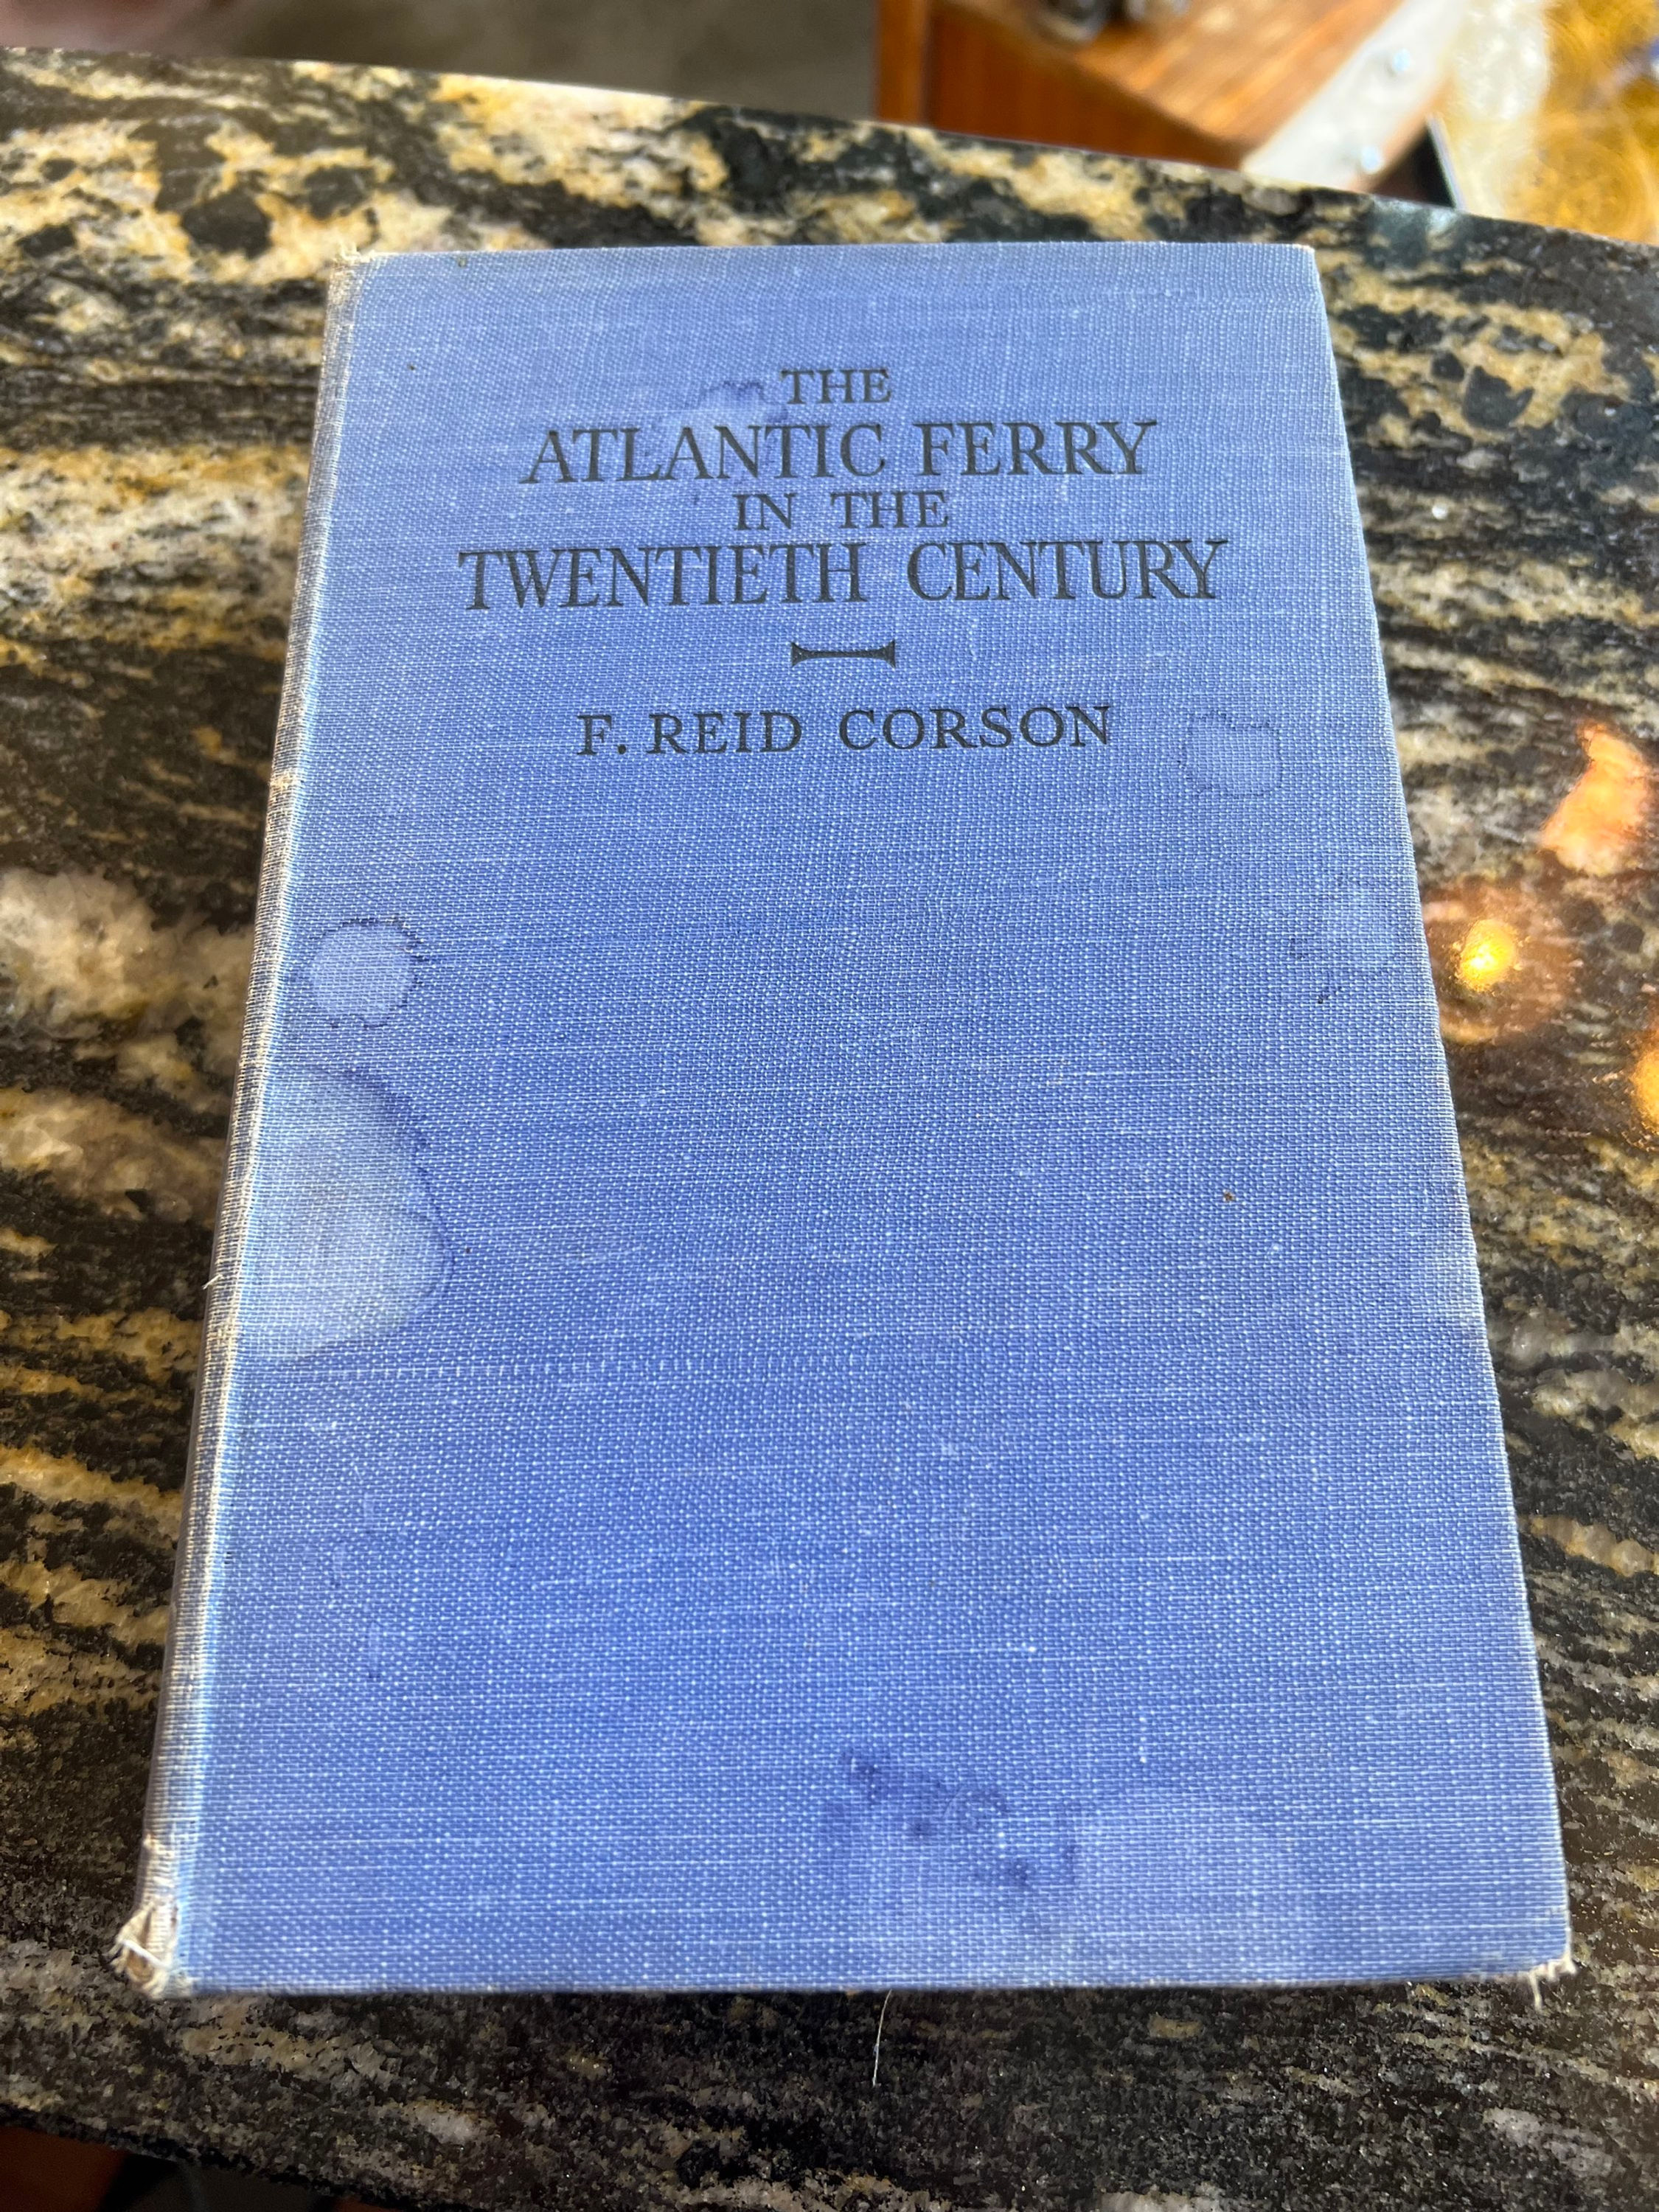 THE
ATLANTIC FERRY
IN THE
TWENTIETH CENTURY
F. REID CORSON